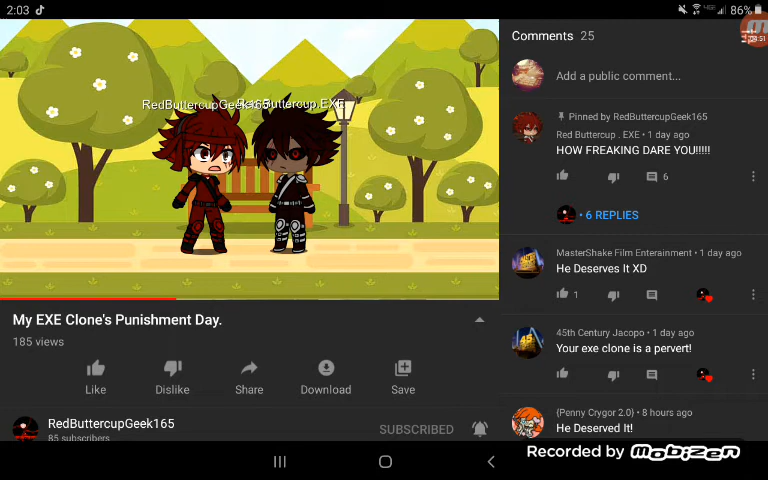 2:03
86%
Comments 25
Add a public comment...
RedButtercupGeek165
Buttercup.EXE
Pinned by RedButtercupGeek165
Red Buttercup . EXE • 1 day ago
HOW FREAKING DARE YOU!!!!!
6
• 6 REPLIES
MasterShake Film Enterainment • 1 day ago
He Deserves It XD
1
45th Century Jacopo • 1 day ago
Your exe clone is a pervert!
{Penny Crygor 2.0} • 8 hours ago
He Deserved It!
My EXE Clone's Punishment Day.
185 views
Like
Dislike
Share
Download
Save
RedButtercupGeek165
85 subscribers
SUBSCRIBED
Recorded by mobizen